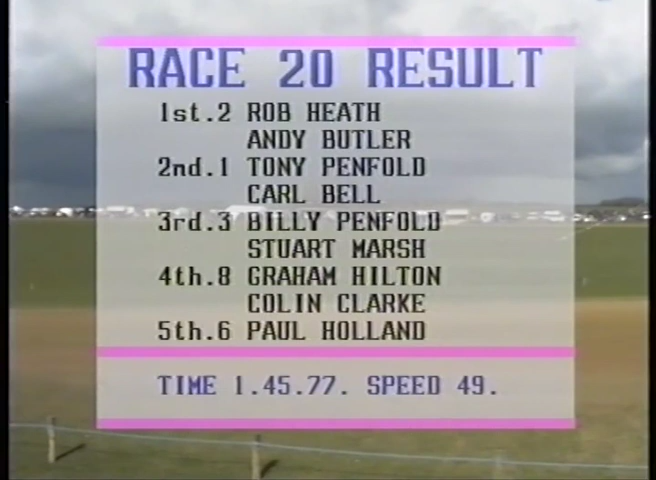 RACE 20 RESULT
1st.2 ROB HEATH
ANDY BUTLER
2nd.1 TONY PENFOLD
CARL BELL
3rd.3 BILLY PENFOLD
STUART MARSH
4th.8 GRAHAM HILTON
COLIN CLARKE
5th.6 PAUL HOLLAND
TIME 1.45.77. SPEED 49.